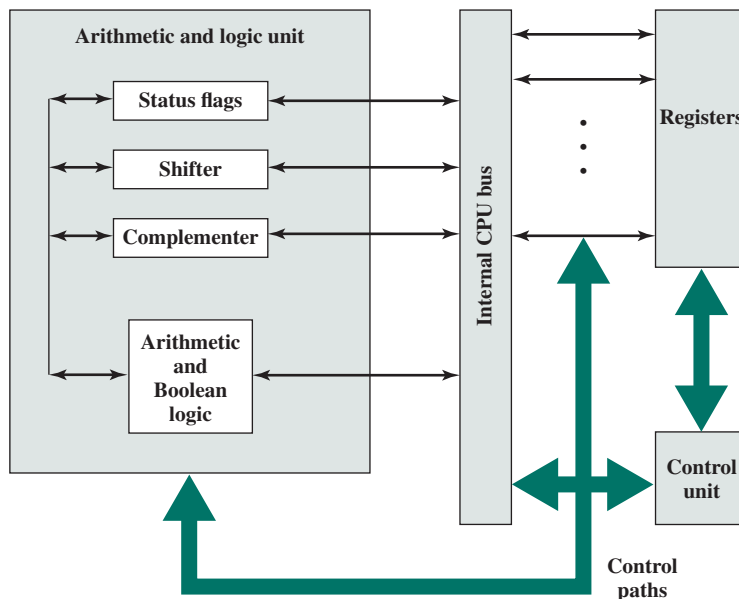 Arithmetic and logic unit
Status flags
Shifter
Complementer
Arithmetic
and
Boolean
logic
Internal CPU bus
Registers
Control
unit
Control
paths